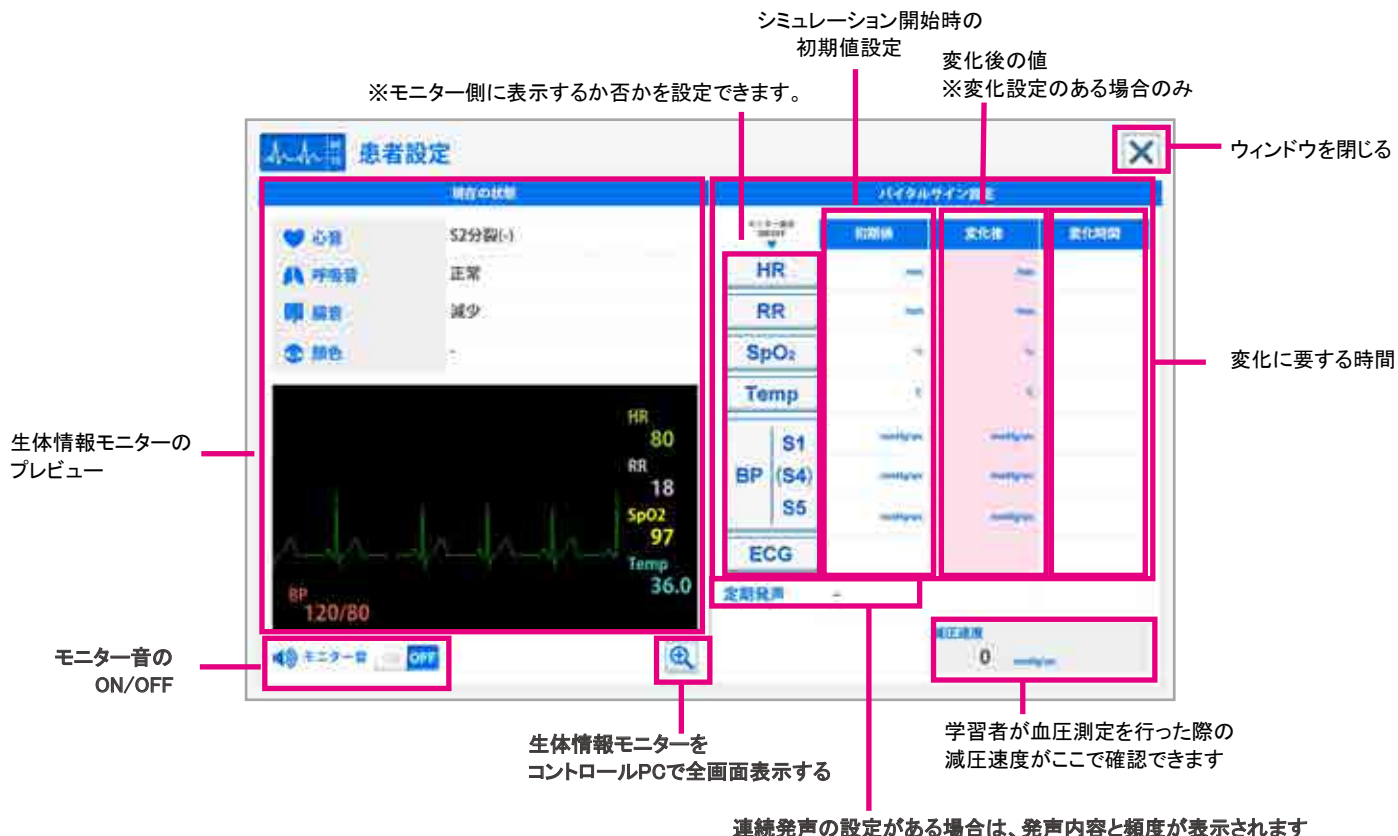 シミュレーション開始時の
初期値設定
変化後の値
※変化設定のある場合のみ
※モニター側に表示するか否かを設定できます。
患者設定
ウィンドウを閉じる
現在の状態
バイタルサイン設定
心音 S2分裂(-)
呼吸音 正常
腸音 減少
顔色 -
初期値 変化後 変化時間
HR
RR
SpO₂
Temp
BP S1
(S4)
S5
ECG
変化に要する時間
生体情報モニターの
プレビュー
HR
80
RR
18
SpO2
97
Temp
36.0
BP
120/80
定期発声 -
モニター音の
ON/OFF
モニター音 OFF
減圧速度
0
生体情報モニターを
コントロールPCで全画面表示する
学習者が血圧測定を行った際の
減圧速度がここで確認できます
連続発声の設定がある場合は、発声内容と頻度が表示されます